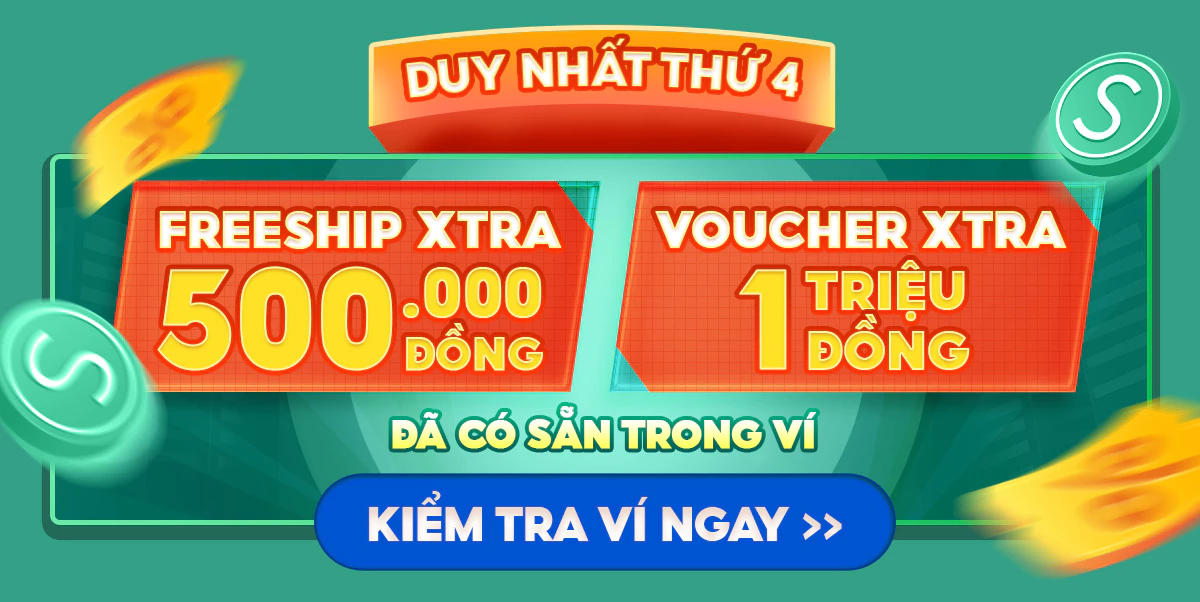 DUY NHẤT THỨ 4
FREESHIP XTRA
500.000
ĐỒNG
VOUCHER XTRA
1 TRIỆU
ĐỒNG
ĐÃ CÓ SẴN TRONG VÍ
KIỂM TRA VÍ NGAY >>
S
S